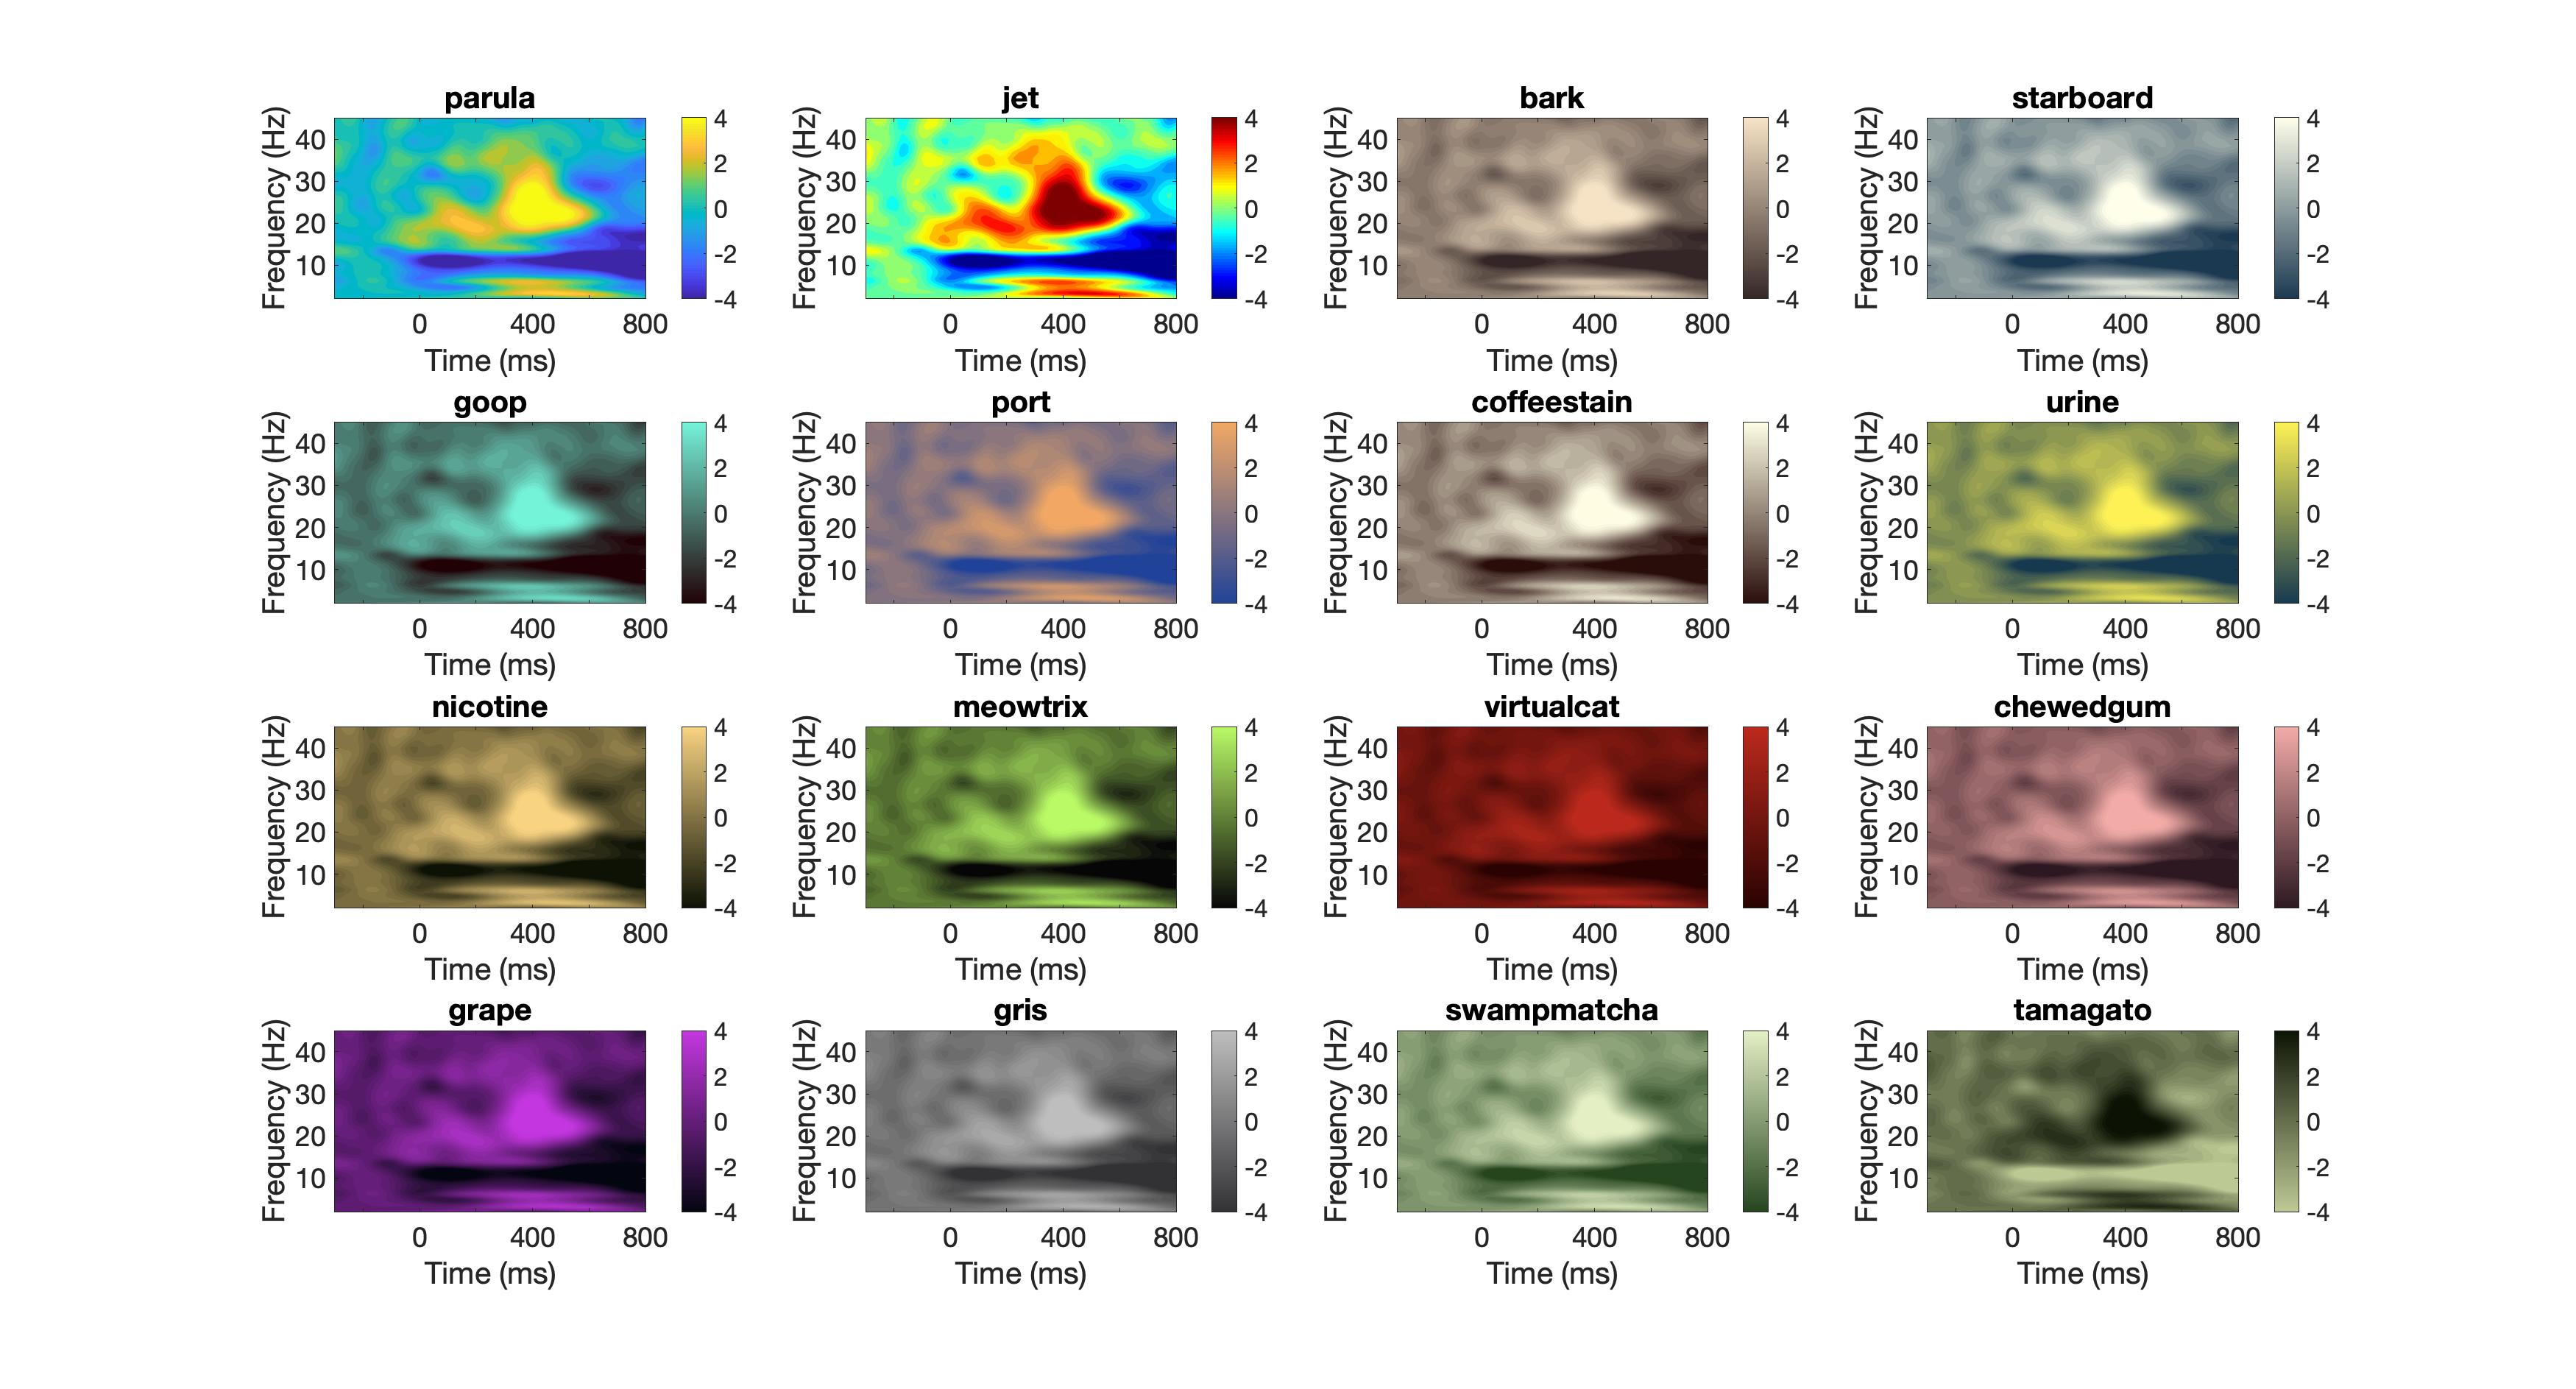 parula jet bark starboard
Frequency (Hz) 40 30 20 10 4 2 0 -2 -4 Frequency (Hz) 40 30 20 10 4 2 0 -2 -4 Frequency (Hz) 40 30 20 10 4 2 0 -2 -4 Frequency (Hz) 40 30 20 10 4 2 0 -2 -4
0 400 800 0 400 800 0 400 800 0 400 800
Time (ms) Time (ms) Time (ms) Time (ms)
goop port coffeestain urine
Frequency (Hz) 40 30 20 10 4 2 0 -2 -4 Frequency (Hz) 40 30 20 10 4 2 0 -2 -4 Frequency (Hz) 40 30 20 10 4 2 0 -2 -4 Frequency (Hz) 40 30 20 10 4 2 0 -2 -4
0 400 800 0 400 800 0 400 800 0 400 800
Time (ms) Time (ms) Time (ms) Time (ms)
nicotine meowtrix virtualcat chewedgum
Frequency (Hz) 40 30 20 10 4 2 0 -2 -4 Frequency (Hz) 40 30 20 10 4 2 0 -2 -4 Frequency (Hz) 40 30 20 10 4 2 0 -2 -4 Frequency (Hz) 40 30 20 10 4 2 0 -2 -4
0 400 800 0 400 800 0 400 800 0 400 800
Time (ms) Time (ms) Time (ms) Time (ms)
grape gris swampmatcha tamagato
Frequency (Hz) 40 30 20 10 4 2 0 -2 -4 Frequency (Hz) 40 30 20 10 4 2 0 -2 -4 Frequency (Hz) 40 30 20 10 4 2 0 -2 -4 Frequency (Hz) 40 30 20 10 4 2 0 -2 -4
0 400 800 0 400 800 0 400 800 0 400 800
Time (ms) Time (ms) Time (ms) Time (ms)